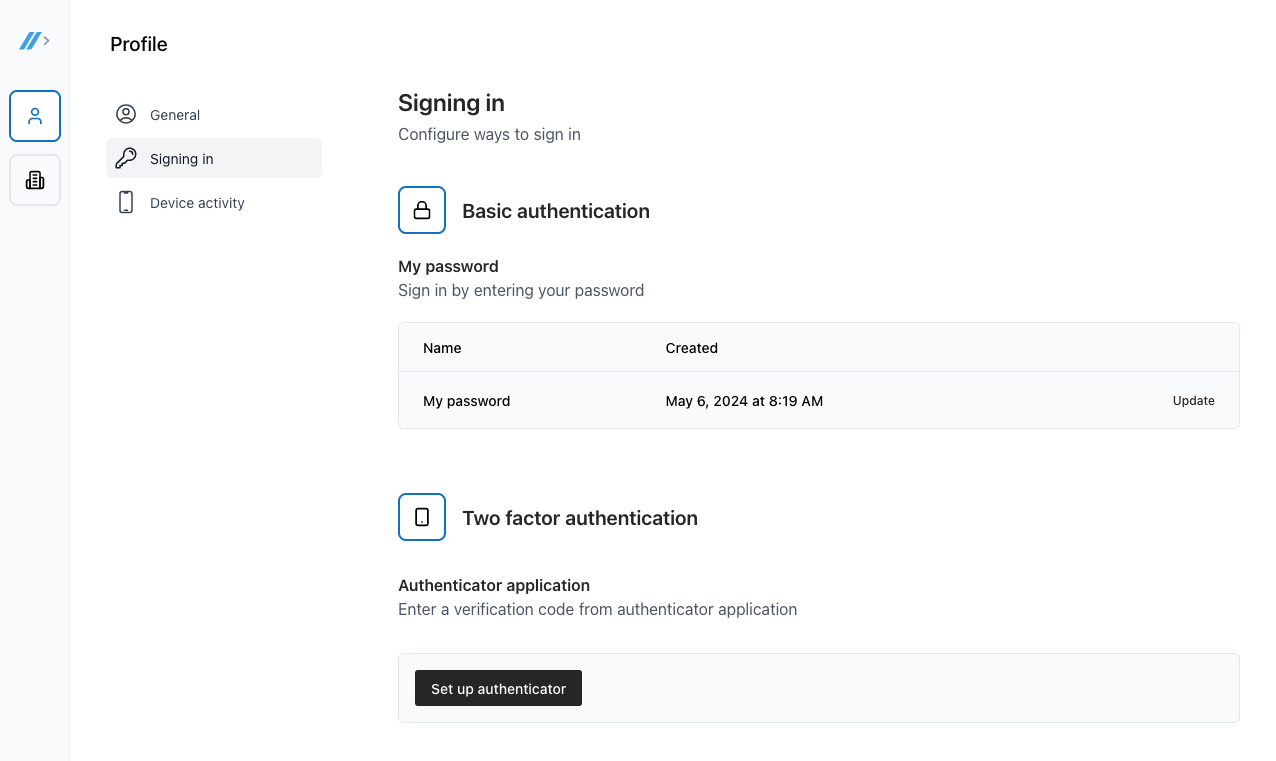 Profile
General
Signing in
Device activity
Signing in
Configure ways to sign in
Basic authentication
My password
Sign in by entering your password
Name Created
My password May 6, 2024 at 8:19 AM Update
Two factor authentication
Authenticator application
Enter a verification code from authenticator application
Set up authenticator